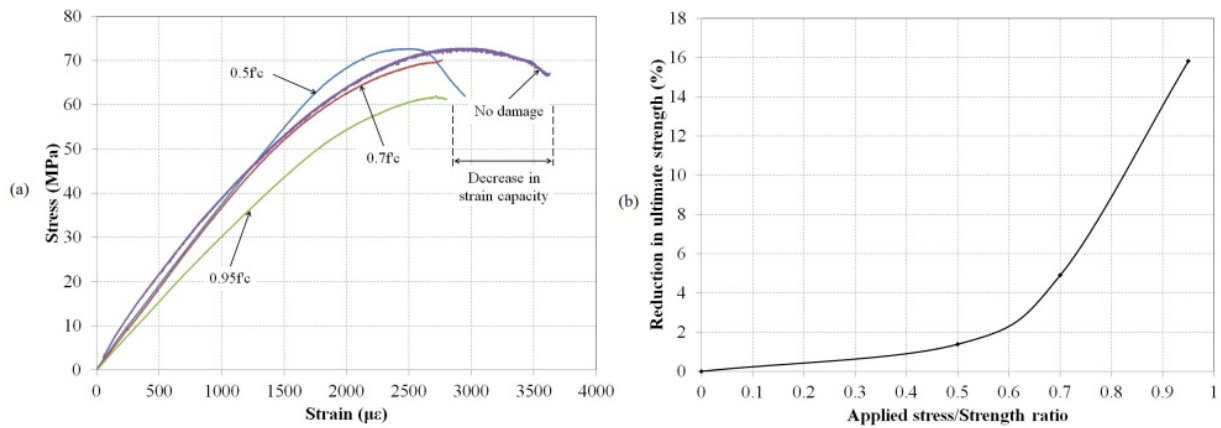 (a)
Stress (MPa)
80
70
60
50
40
30
20
10
0
0 500 1000 1500 2000 2500 3000 3500 4000
Strain (με)
0.5f'c
0.7f'c
0.95f'c
No damage
Decrease in
strain capacity
(b)
Reduction in ultimate strength (%)
18
16
14
12
10
8
6
4
2
0
0 0.1 0.2 0.3 0.4 0.5 0.6 0.7 0.8 0.9 1
Applied stress/Strength ratio